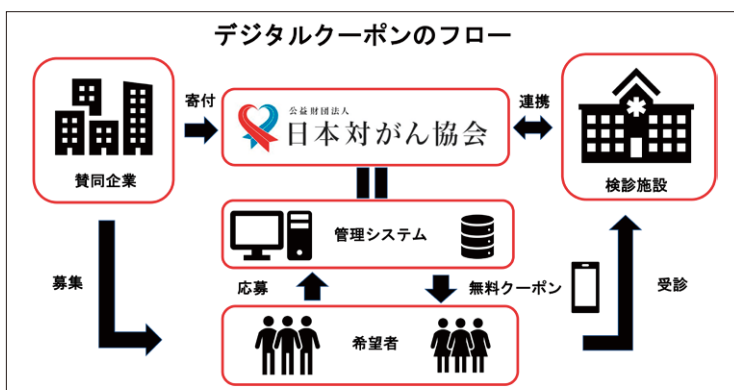 デジタルクーポンのフロー
寄付
公益財団法人
日本対がん協会
連携
賛同企業
検診施設
管理システム
募集
応募
無料クーポン
受診
希望者